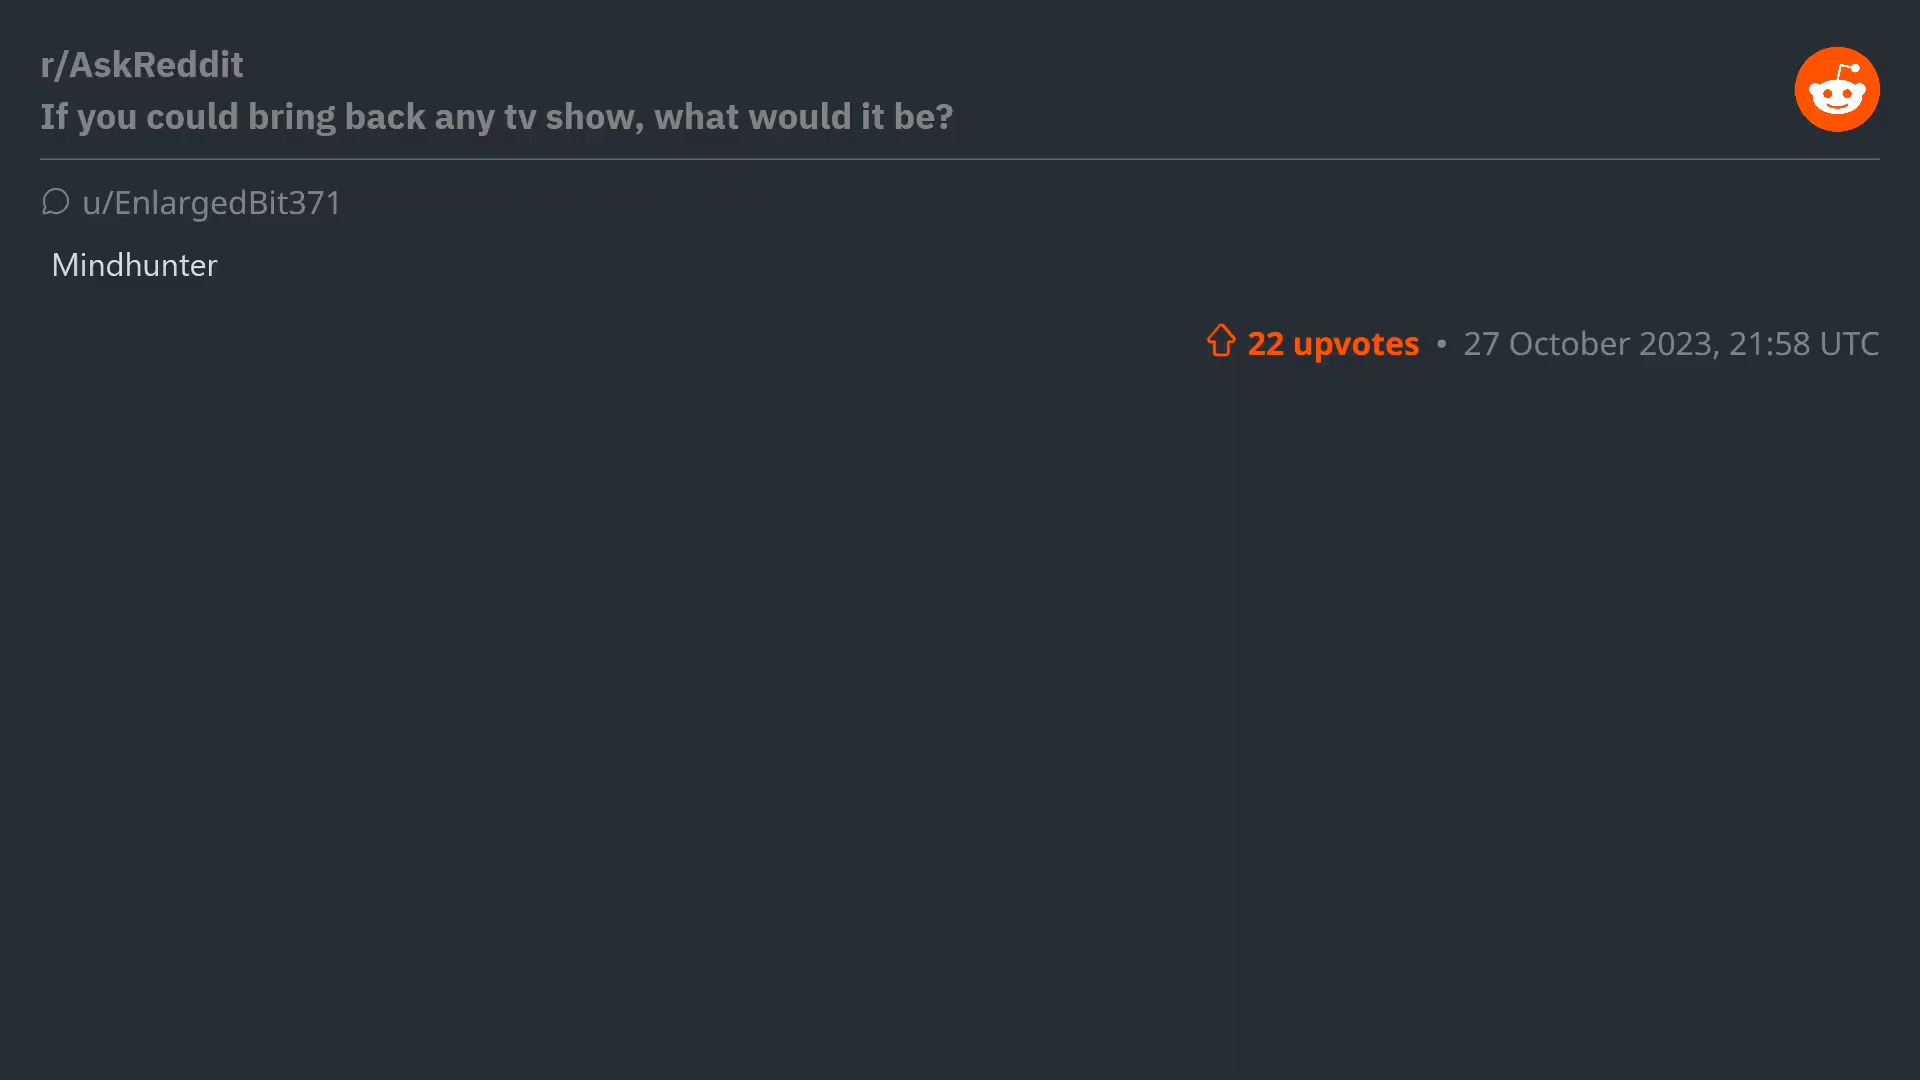 r/AskReddit
If you could bring back any tv show, what would it be?
u/EnlargedBit371
Mindhunter
22 upvotes • 27 October 2023, 21:58 UTC